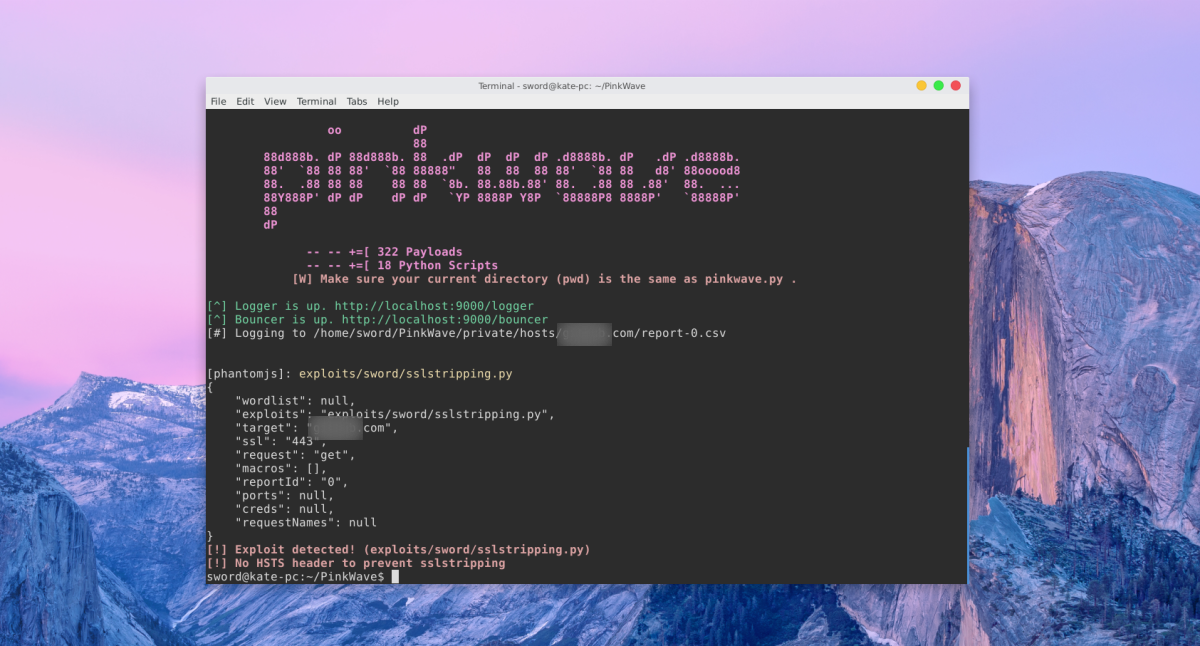 Terminal - sword@kate-pc: ~/PinkWave
File Edit View Terminal Tabs Help
               oo          dP
                           88
      88d888b. dP 88d888b. 88  .dP  dP  dP  dP .d8888b. dP   .dP .d8888b.
      88'  `88 88 88'  `88 88888"   88  88  88 88'  `88 88   d8' 88ooood8
      88.  .88 88 88    88 88  `8b. 88.88b.88' 88.  .88 88 .88'  88.  ...
      88Y888P' dP dP    dP dP   `YP 8888P Y8P  `88888P8 8888P'   `88888P'
      88
      dP
-- -- +=[ 322 Payloads
-- -- +=[ 18 Python Scripts
[W] Make sure your current directory (pwd) is the same as pinkwave.py .
[^] Logger is up. http://localhost:9000/logger
[^] Bouncer is up. http://localhost:9000/bouncer
[#] Logging to /home/sword/PinkWave/private/hosts/ .com/report-0.csv
[phantomjs]: exploits/sword/sslstripping.py
{
    "wordlist": null,
    "exploits": "exploits/sword/sslstripping.py",
    "target": " .com",
    "ssl": "443",
    "request": "get",
    "macros": [],
    "reportId": "0",
    "ports": null,
    "creds": null,
    "requestNames": null
}
[!] Exploit detected! (exploits/sword/sslstripping.py)
[!] No HSTS header to prevent sslstripping
sword@kate-pc:~/PinkWave$